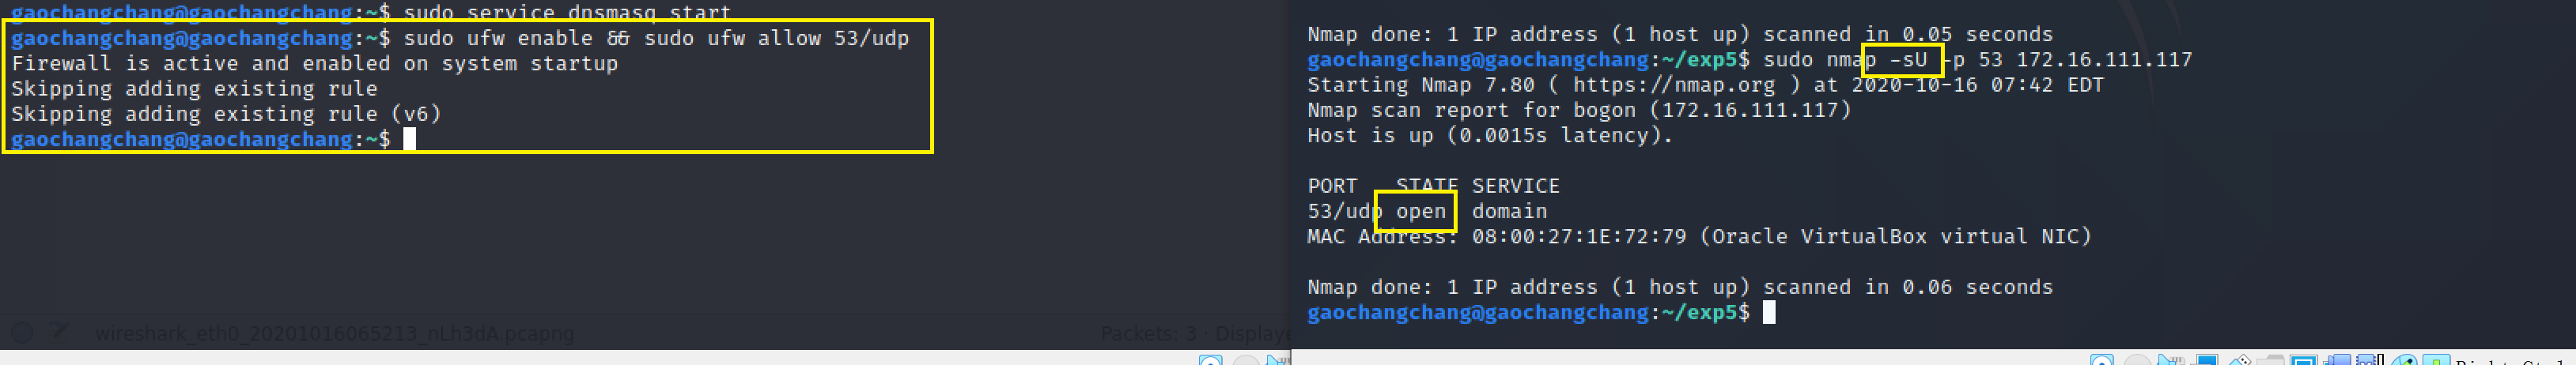 gaochangchang@gaochangchang:~$ sudo service dnsmasq start
gaochangchang@gaochangchang:~$ sudo ufw enable && sudo ufw allow 53/udp
Firewall is active and enabled on system startup
Skipping adding existing rule
Skipping adding existing rule (v6)
gaochangchang@gaochangchang:~$
wireshark_eth0_20201016065213_nLh3dA.pcapng
Packets: 3 · Displaye
Nmap done: 1 IP address (1 host up) scanned in 0.05 seconds
gaochangchang@gaochangchang:~/exp5$ sudo nmap -sU -p 53 172.16.111.117
Starting Nmap 7.80 ( https://nmap.org ) at 2020-10-16 07:42 EDT
Nmap scan report for bogon (172.16.111.117)
Host is up (0.0015s latency).
PORT STATE SERVICE
53/udp open domain
MAC Address: 08:00:27:1E:72:79 (Oracle VirtualBox virtual NIC)
Nmap done: 1 IP address (1 host up) scanned in 0.06 seconds
gaochangchang@gaochangchang:~/exp5$